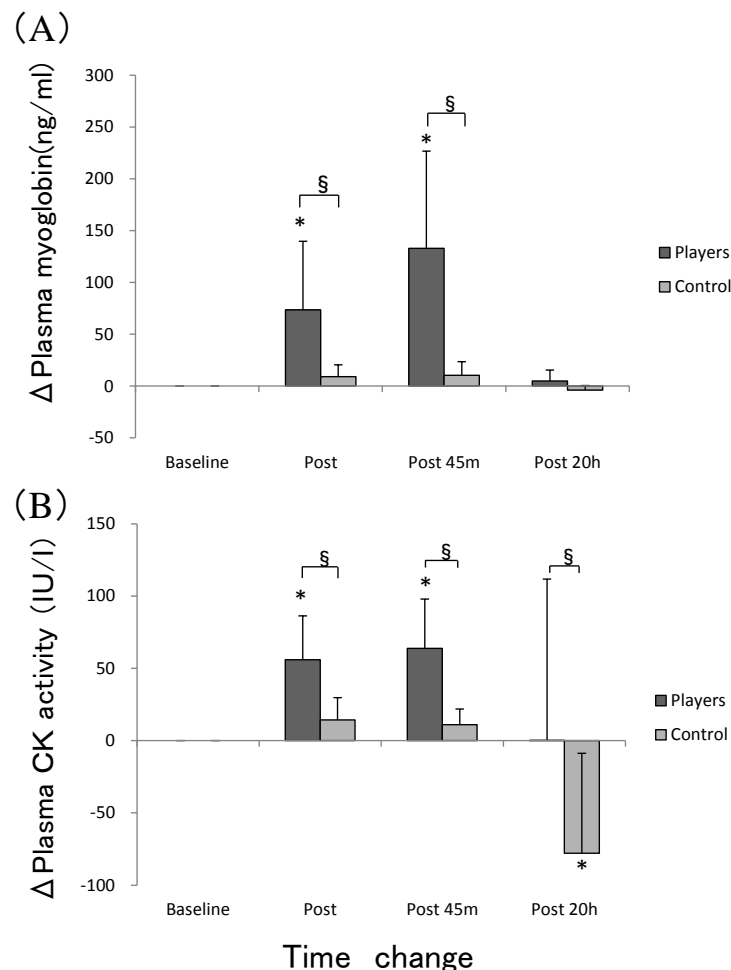 (A)
300
250
200
150
100
50
0
-50
ΔPlasma myoglobin(ng/ml)
§
*
§
*
Players
Control
Baseline Post Post 45m Post 20h
(B)
150
100
50
0
-50
-100
ΔPlasma CK activity (IU/l)
§
*
§
*
§
*
Players
Control
Baseline Post Post 45m Post 20h
Time change